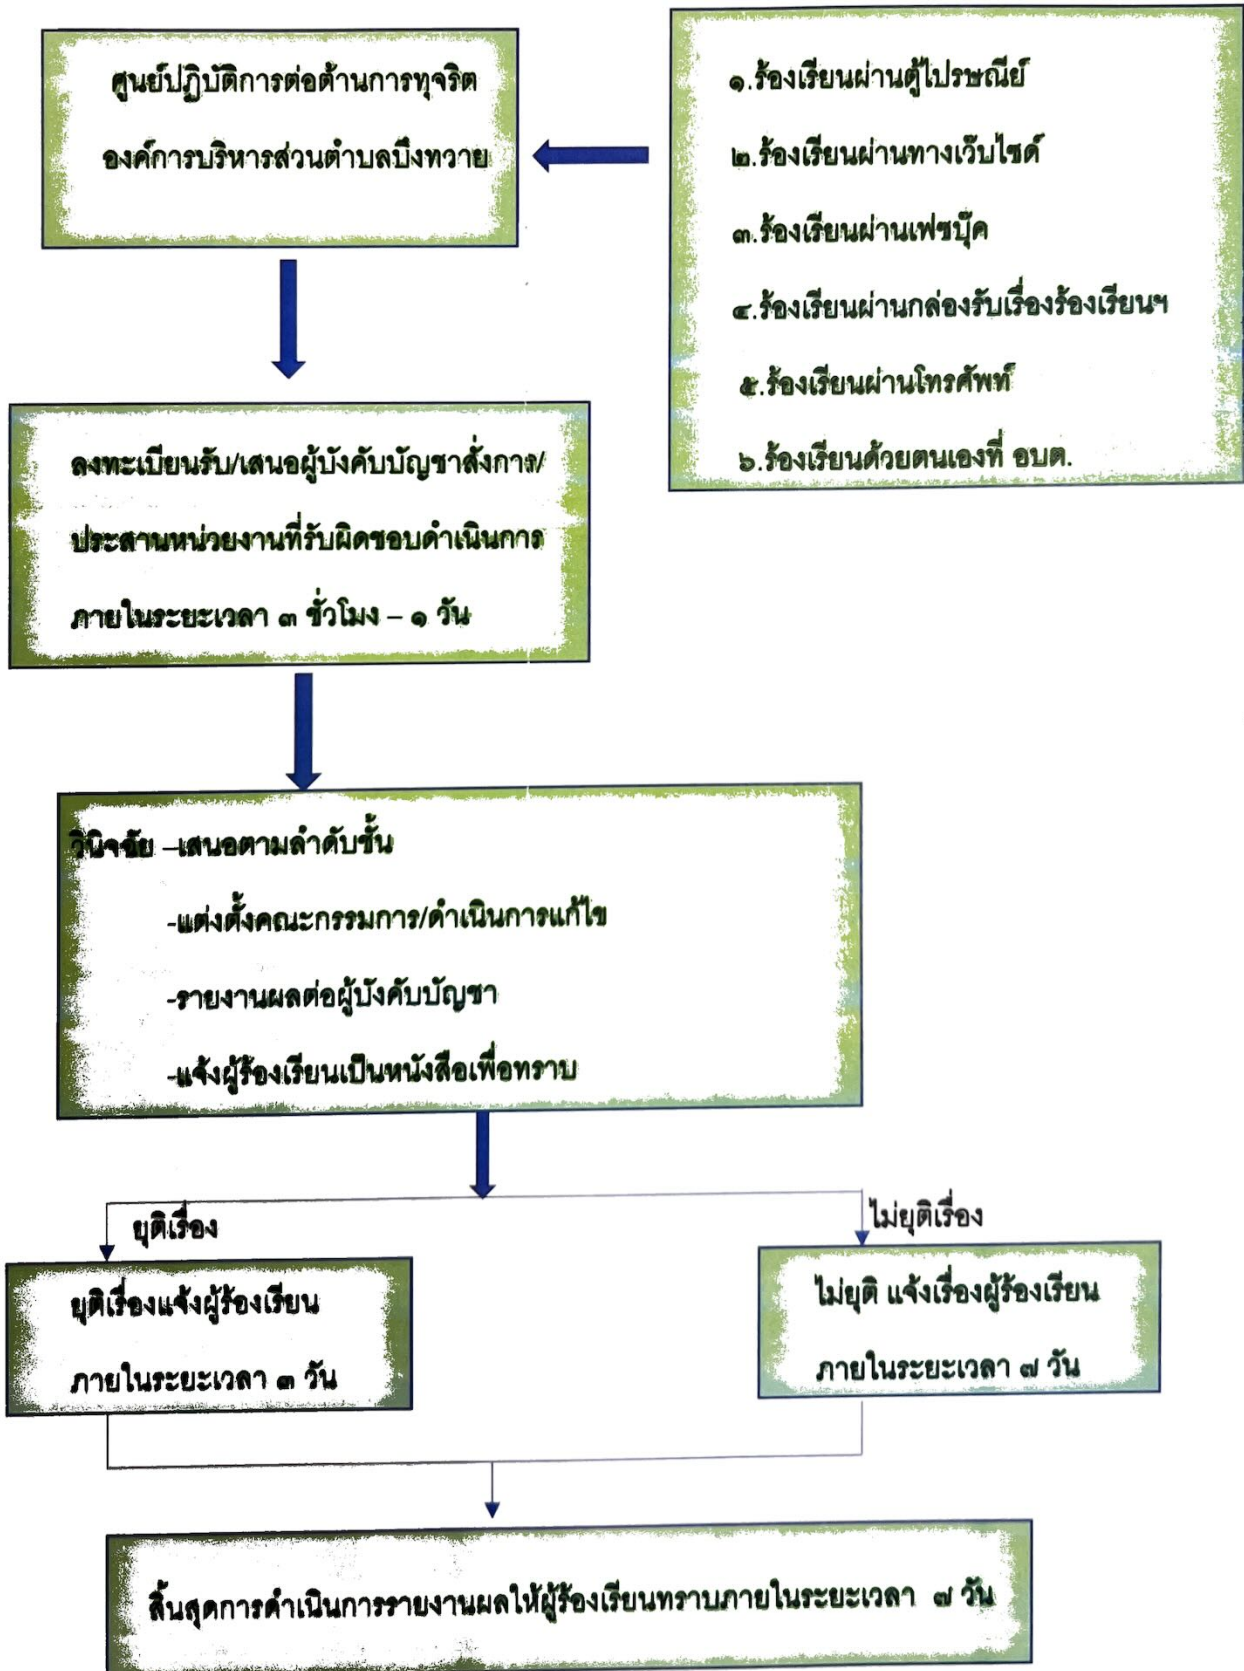 ศูนย์ปฏิบัติการต่อต้านการทุจริต
องค์การบริหารส่วนตำบลบึงทวาย
๑.ร้องเรียนผ่านตู้ไปรษณีย์
๒.ร้องเรียนผ่านทางเว็บไซด์
๓.ร้องเรียนผ่านเฟซบุ๊ค
๔.ร้องเรียนผ่านกล่องรับเรื่องร้องเรียนฯ
๕.ร้องเรียนผ่านโทรศัพท์
๖.ร้องเรียนด้วยตนเองที่ อบต.
ลงทะเบียนรับ/เสนอผู้บังคับบัญชาสั่งการ/
ประสานหน่วยงานที่รับผิดชอบดำเนินการ
ภายในระยะเวลา ๓ ชั่วโมง – ๑ วัน
วินิจฉัย –เสนอตามลำดับชั้น
-แต่งตั้งคณะกรรมการ/ดำเนินการแก้ไข
-รายงานผลต่อผู้บังคับบัญชา
-แจ้งผู้ร้องเรียนเป็นหนังสือเพื่อทราบ
ยุติเรื่อง
ไม่ยุติเรื่อง
ยุติเรื่องแจ้งผู้ร้องเรียน
ภายในระยะเวลา ๓ วัน
ไม่ยุติ แจ้งเรื่องผู้ร้องเรียน
ภายในระยะเวลา ๗ วัน
สิ้นสุดการดำเนินการรายงานผลให้ผู้ร้องเรียนทราบภายในระยะเวลา ๗ วัน